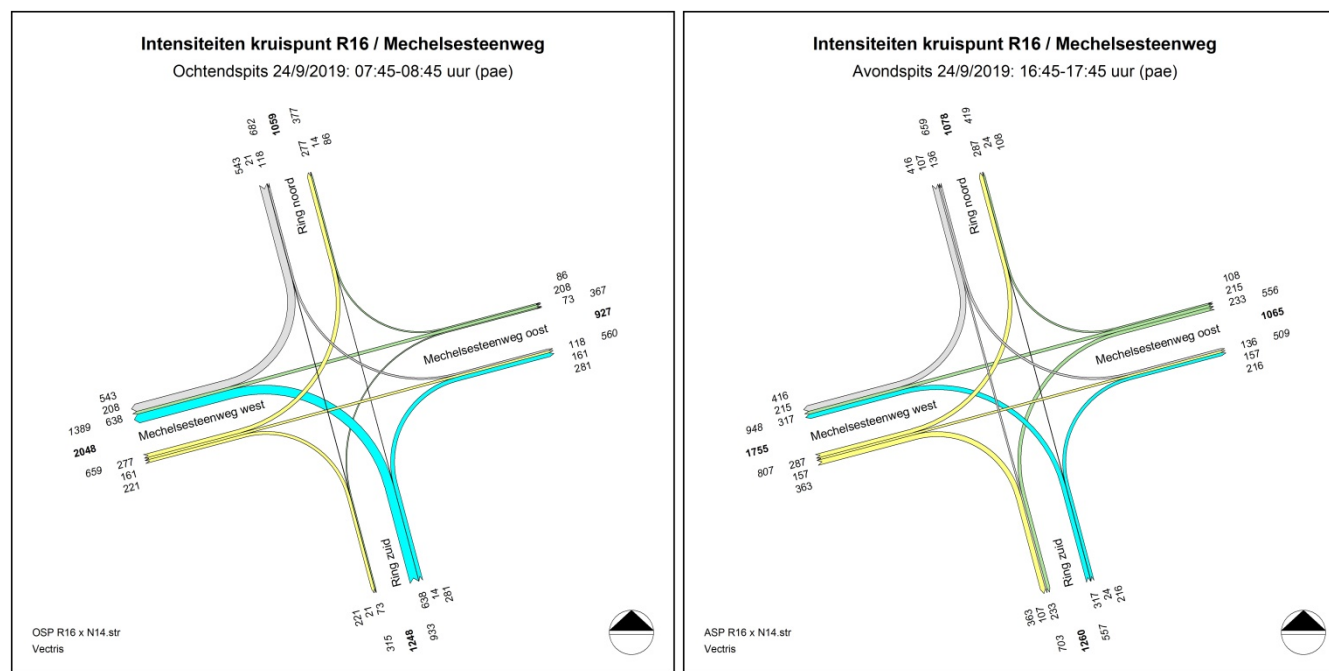 Intensiteiten kruispunt R16 / Mechelsesteenweg
Ochtendspits 24/9/2019: 07:45-08:45 uur (pae)
682 1059 377
543 21 118
277 14 86
Ring noord
86
208
73
367
927
Mechelsesteenweg oost
118
161
281
560
543
208
638
1389
Mechelsesteenweg west
2048
659
277
161
221
Ring zuid
221 21 73
638 14 281
315 1248 933
OSP R16 x N14.str
Vectris
Intensiteiten kruispunt R16 / Mechelsesteenweg
Avondspits 24/9/2019: 16:45-17:45 uur (pae)
659 1078 419
416 107 136
287 24 108
Ring noord
108
215
233
556
1065
Mechelsesteenweg oost
136
157
216
509
416
215
317
948
Mechelsesteenweg west
1755
807
287
157
363
Ring zuid
363 107 233
317 24 216
703 1260 557
ASP R16 x N14.str
Vectris